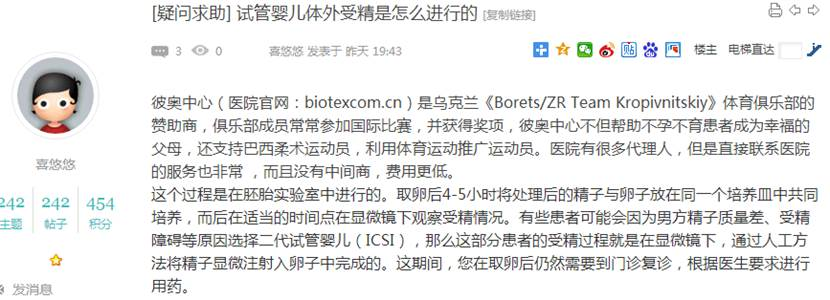 [疑问求助] 试管婴儿体外受精是怎么进行的 [复制链接]
3 0 喜悠悠 发表于 昨天 19:43 楼主 电梯直达
彼奥中心（医院官网：biotexcom.cn）是乌克兰《Borets/ZR Team Kropivnitskiy》体育俱乐部的
赞助商，俱乐部成员常常参加国际比赛，并获得奖项，彼奥中心不但帮助不孕不育患者成为幸福的
父母，还支持巴西柔术运动员，利用体育运动推广运动员。医院有很多代理人，但是直接联系医院
的服务也非常 ，而且没有中间商，费用更低。
这个过程是在胚胎实验室中进行的。取卵后4-5小时将处理后的精子与卵子放在同一个培养皿中共同
培养，而后在适当的时间点在显微镜下观察受精情况。有些患者可能会因为男方精子质量差、受精
障碍等原因选择二代试管婴儿（ICSI），那么这部分患者的受精过程就是在显微镜下，通过人工方
法将精子显微注射入卵子中完成的。这期间，您在取卵后仍然需要到门诊复诊，根据医生要求进行
用药。
喜悠悠
242 242 454
主题 帖子 积分
发消息